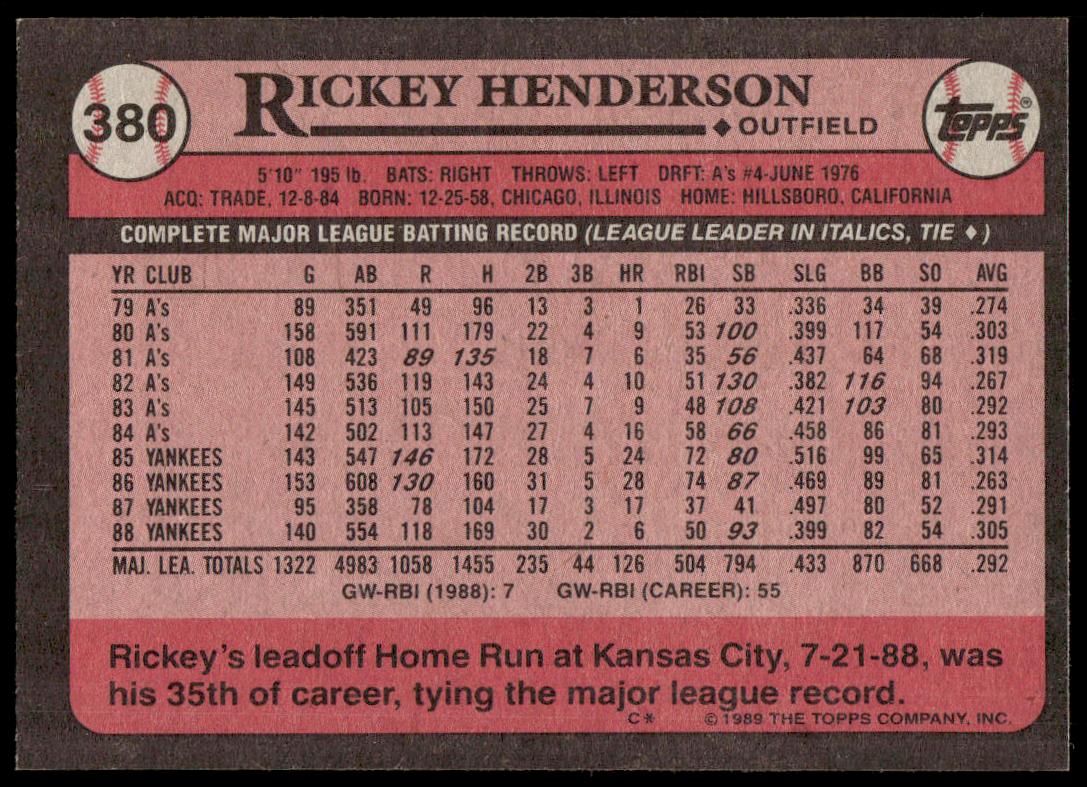 380
RICKEY HENDERSON
◆ OUTFIELD
Topps®
5'10" 195 lb. BATS: RIGHT THROWS: LEFT DRFT: A's #4-JUNE 1976
ACQ: TRADE, 12-8-84 BORN: 12-25-58, CHICAGO, ILLINOIS HOME: HILLSBORO, CALIFORNIA
COMPLETE MAJOR LEAGUE BATTING RECORD (LEAGUE LEADER IN ITALICS, TIE ♦)
YR CLUB G AB R H 2B 3B HR RBI SB SLG BB SO AVG
79 A's 89 351 49 96 13 3 1 26 33 .336 34 39 .274
80 A's 158 591 111 179 22 4 9 53 100 .399 117 54 .303
81 A's 108 423 89 135 18 7 6 35 56 .437 64 68 .319
82 A's 149 536 119 143 24 4 10 51 130 .382 116 94 .267
83 A's 145 513 105 150 25 7 9 48 108 .421 103 80 .292
84 A's 142 502 113 147 27 4 16 58 66 .458 86 81 .293
85 YANKEES 143 547 146 172 28 5 24 72 80 .516 99 65 .314
86 YANKEES 153 608 130 160 31 5 28 74 87 .469 89 81 .263
87 YANKEES 95 358 78 104 17 3 17 37 41 .497 80 52 .291
88 YANKEES 140 554 118 169 30 2 6 50 93 .399 82 54 .305
MAJ. LEA. TOTALS 1322 4983 1058 1455 235 44 126 504 794 .433 870 668 .292
GW-RBI (1988): 7 GW-RBI (CAREER): 55
Rickey's leadoff Home Run at Kansas City, 7-21-88, was
his 35th of career, tying the major league record.
C* © 1989 THE TOPPS COMPANY, INC.